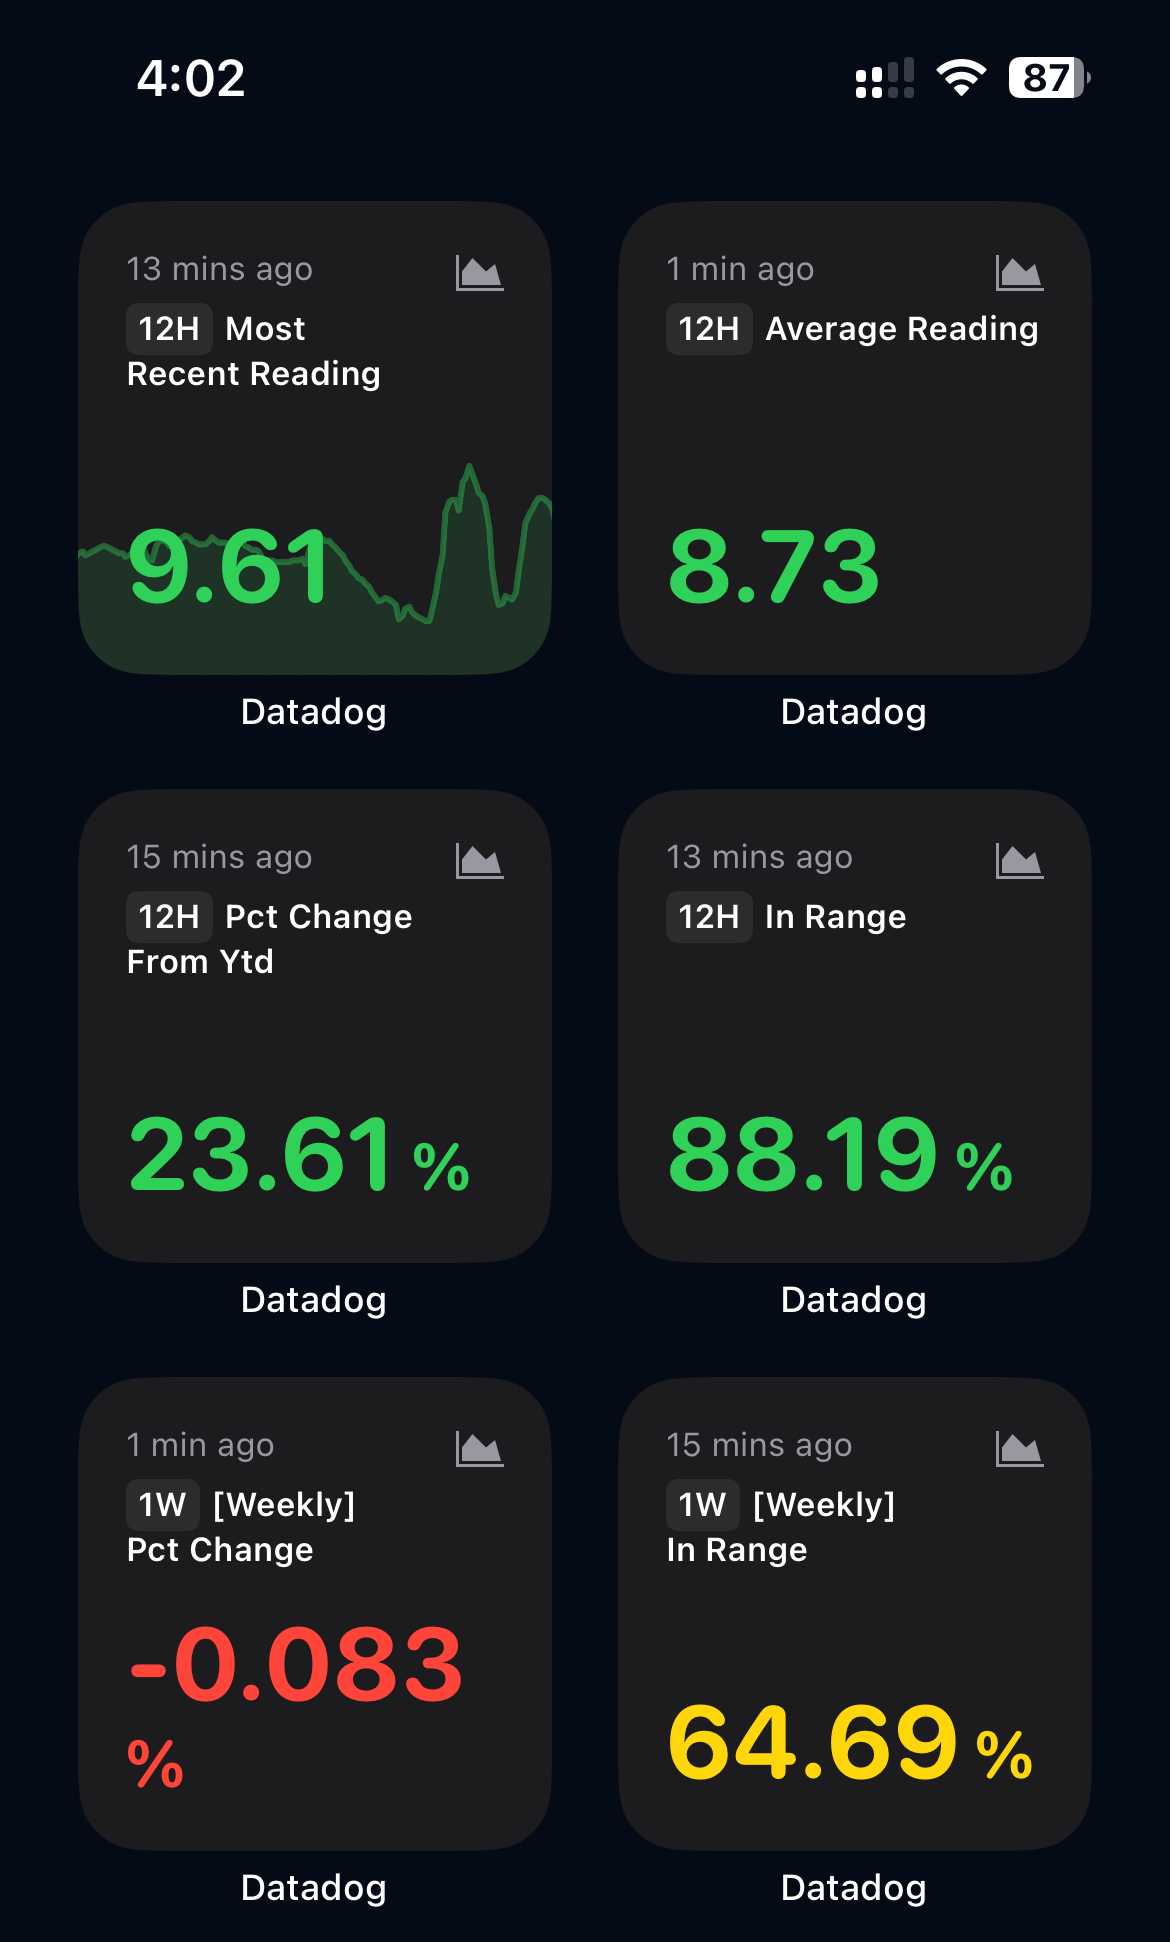 4:02
87
13 mins ago
12H Most
Recent Reading
9.61
Datadog
1 min ago
12H Average Reading
8.73
Datadog
15 mins ago
12H Pct Change
From Ytd
23.61 %
Datadog
13 mins ago
12H In Range
88.19 %
Datadog
1 min ago
1W [Weekly]
Pct Change
-0.083
%
Datadog
15 mins ago
1W [Weekly]
In Range
64.69 %
Datadog